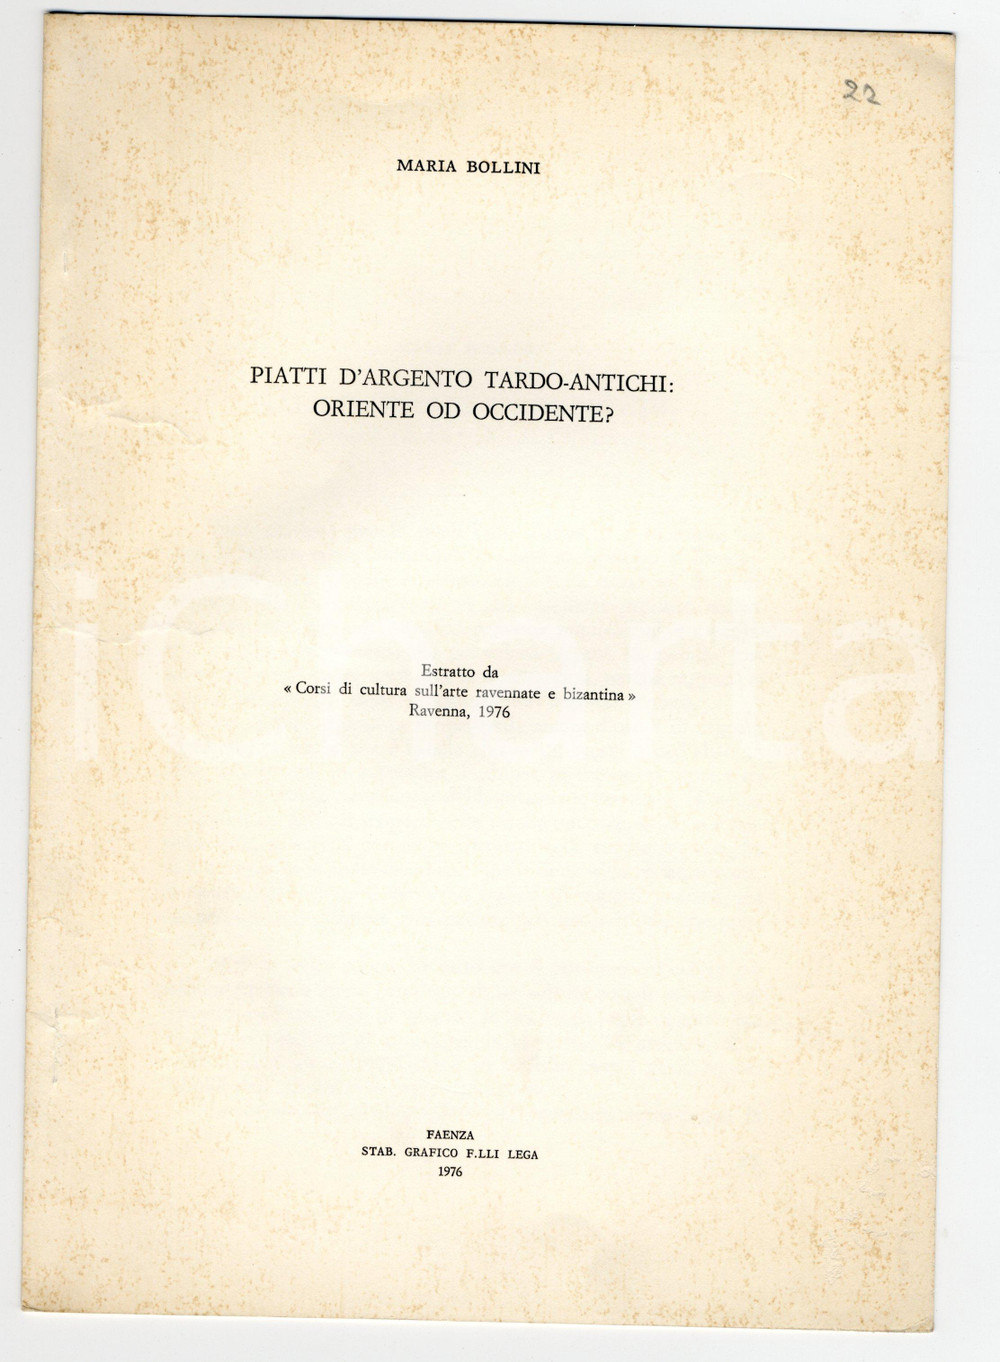 22
MARIA BOLLINI
PIATTI D'ARGENTO TARDO-ANTICHI:
ORIENTE OD OCCIDENTE?
iCharta
Estratto da
« Corsi di cultura sull'arte ravennate e bizantina »
Ravenna, 1976
FAENZA
STAB. GRAFICO F.LLI LEGA
1976